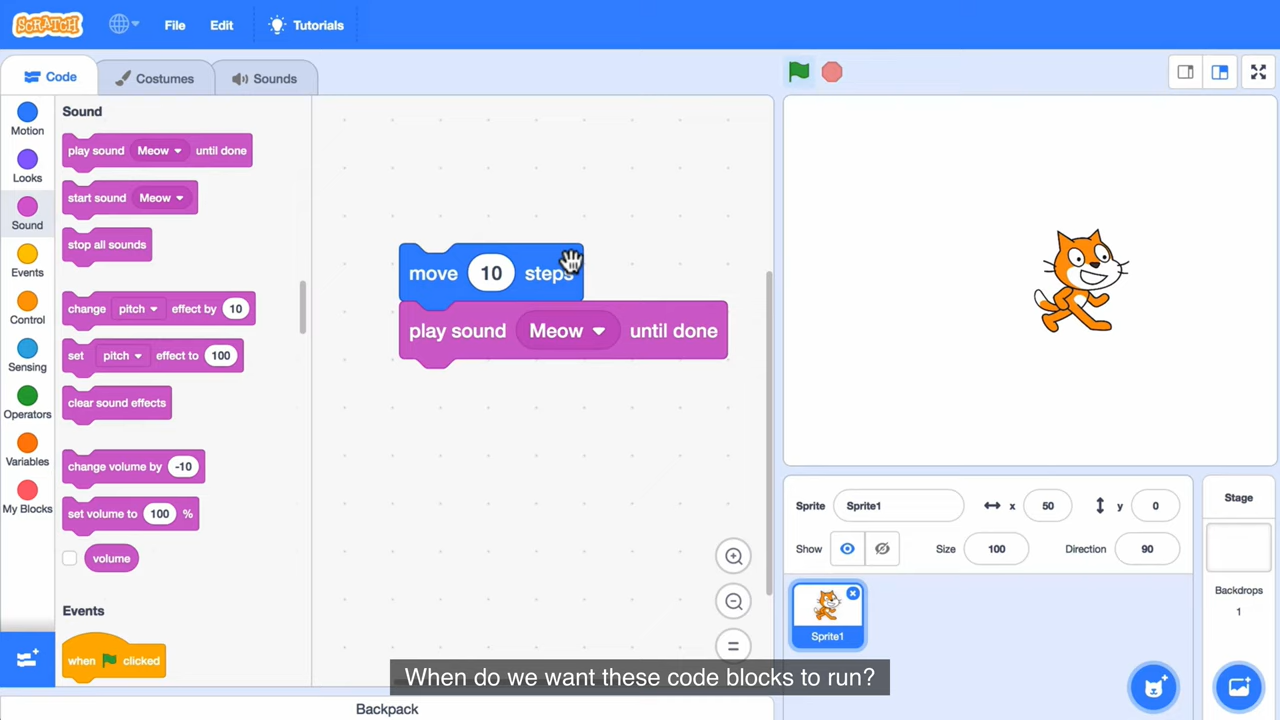 SCRATCH
File
Edit
Tutorials
Code
Costumes
Sounds
Motion
Looks
Sound
Events
Control
Sensing
Operators
Variables
My Blocks
Sound
play sound Meow until done
start sound Meow
stop all sounds
change pitch effect by 10
set pitch effect to 100
clear sound effects
change volume by -10
set volume to 100 %
volume
Events
when clicked
move 10 steps
play sound Meow until done
Sprite Sprite1 x 50 y 0
Show Size 100 Direction 90
Sprite1
Stage
Backdrops
1
When do we want these code blocks to run?
Backpack